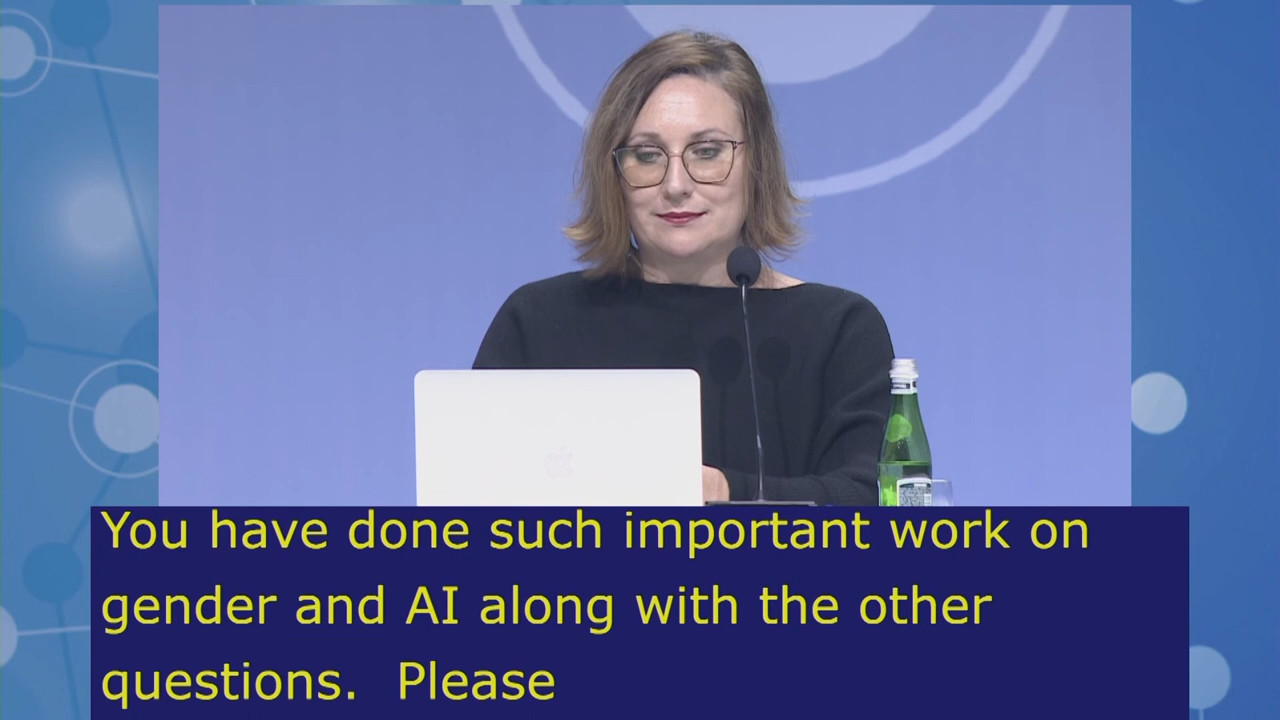 You have done such important work on
gender and AI along with the other
questions.  Please